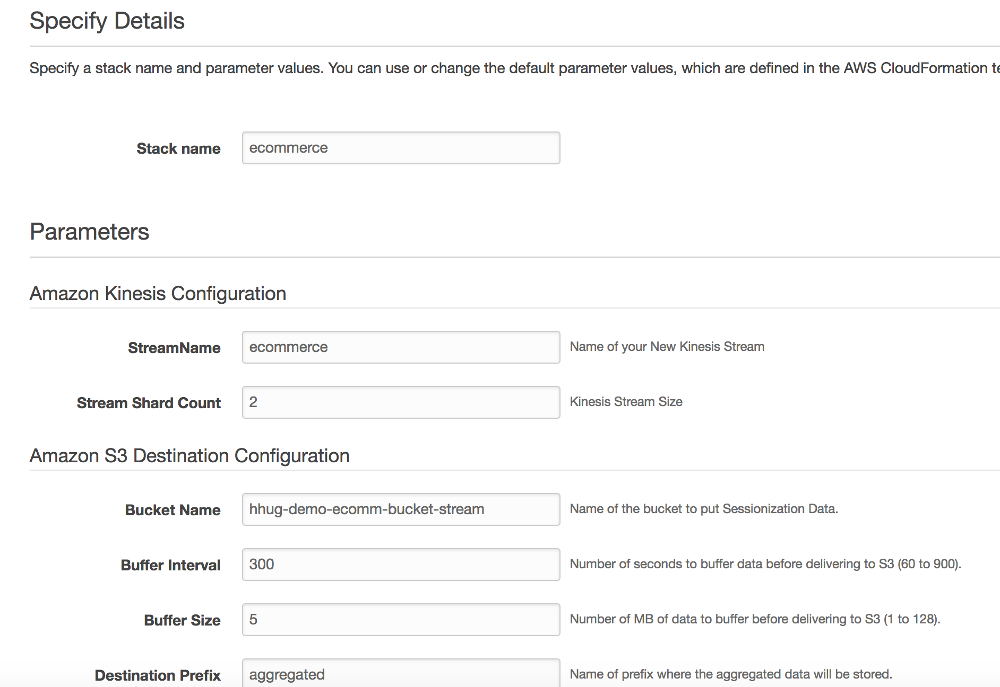 Specify Details
Specify a stack name and parameter values. You can use or change the default parameter values, which are defined in the AWS CloudFormation
Stack name
ecommerce
Parameters
Amazon Kinesis Configuration
StreamName
ecommerce
Name of your New Kinesis Stream
Stream Shard Count
2
Kinesis Stream Size
Amazon S3 Destination Configuration
Bucket Name
hhug-demo-ecomm-bucket-stream
Name of the bucket to put Sessionization Data.
Buffer Interval
300
Number of seconds to buffer data before delivering to S3 (60 to 900).
Buffer Size
5
Number of MB of data to buffer before delivering to S3 (1 to 128).
Destination Prefix
aggregated
Name of prefix where the aggregated data will be stored.